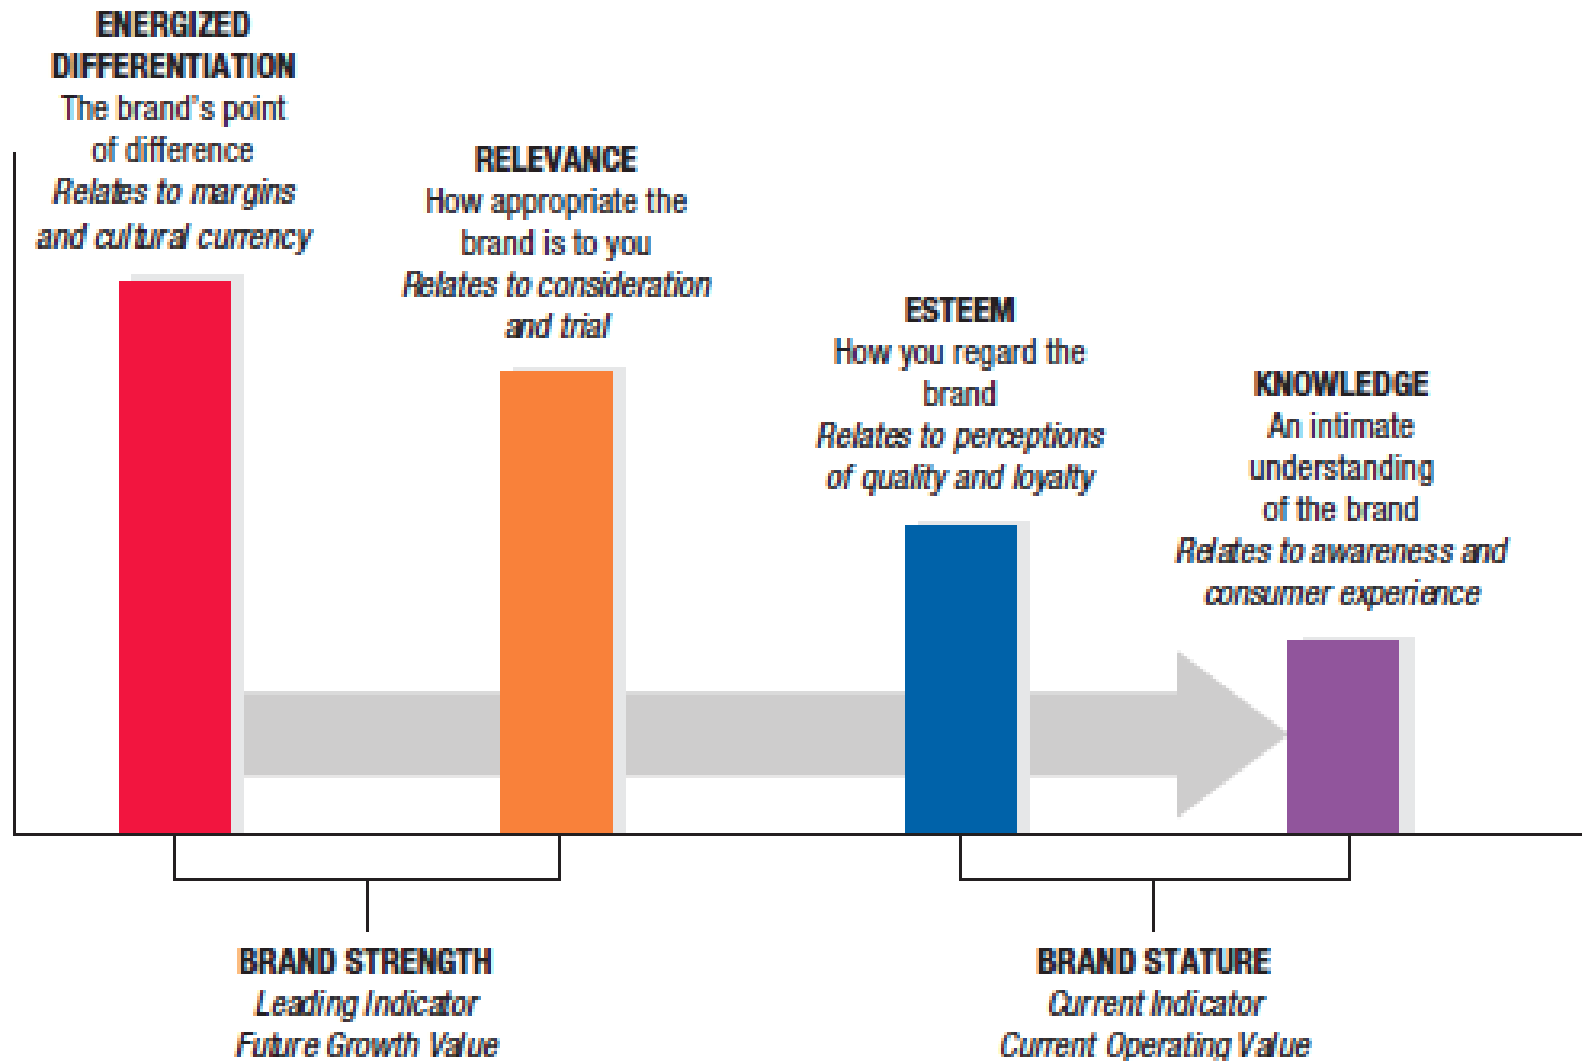 ENERGIZED
DIFFERENTIATION
The brand's point
of difference
Relates to margins
and cultural currency
RELEVANCE
How appropriate the
brand is to you
Relates to consideration
and trial
ESTEEM
How you regard the
brand
Relates to perceptions
of quality and loyalty
KNOWLEDGE
An intimate
understanding
of the brand
Relates to awareness and
consumer experience
BRAND STRENGTH
Leading Indicator
Future Growth Value
BRAND STATURE
Current Indicator
Current Operating Value